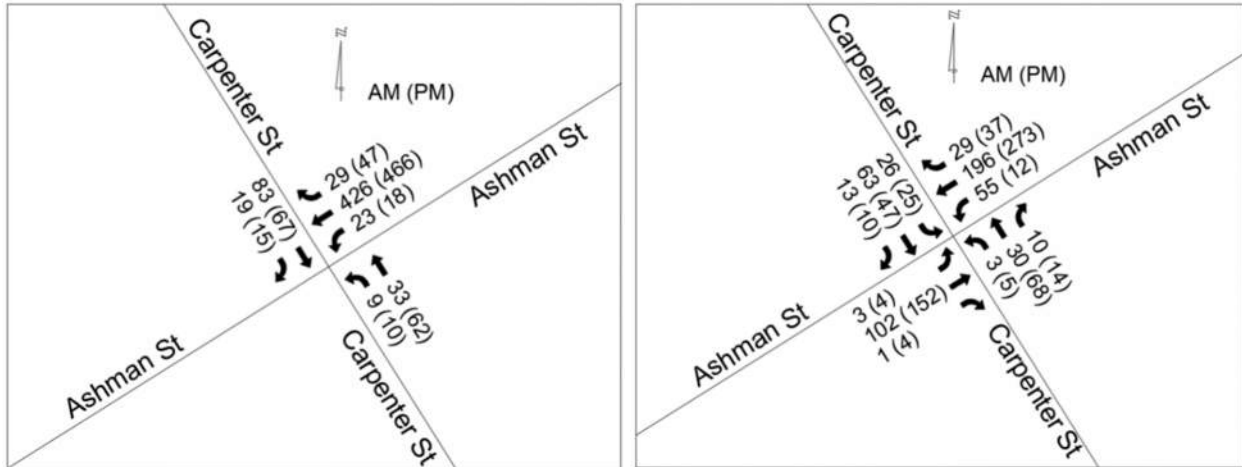 Carpenter St
N
AM (PM)
Ashman St
29 (47)
426 (466)
23 (18)
83 (67)
19 (15)
33 (62)
9 (10)
Ashman St
Carpenter St
Carpenter St
N
AM (PM)
Ashman St
29 (37)
196 (273)
55 (12)
26 (25)
63 (47)
13 (10)
10 (14)
30 (68)
3 (5)
3 (4)
102 (152)
1 (4)
Ashman St
Carpenter St